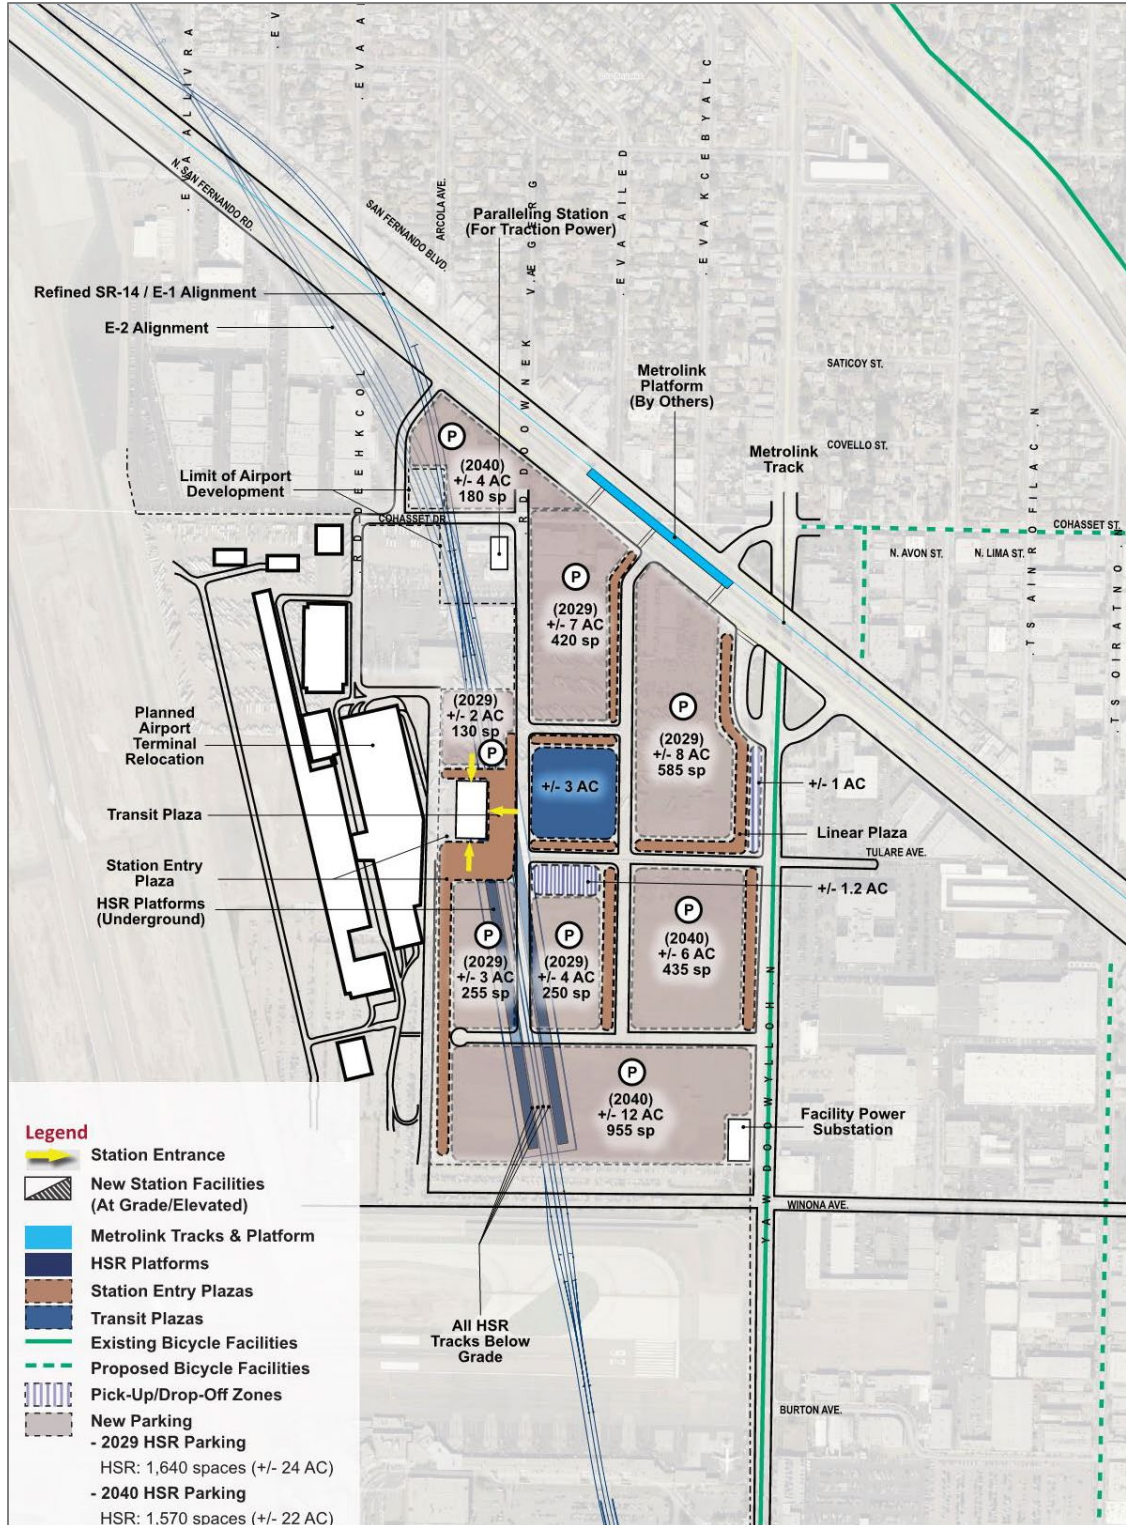 N. SAN FERNANDO RD.
SAN FERNANDO BLVD.
ARCOLA AVE.
Paralleling Station
(For Traction Power)
Refined SR-14 / E-1 Alignment
E-2 Alignment
SATICOY ST.
Metrolink
Platform
(By Others)
COVELLO ST.
Metrolink
Track
P
(2040)
+/- 4 AC
180 sp
Limit of Airport
Development
COHASSET DR.
COHASSET ST.
N. AVON ST.
N. LIMA ST.
P
(2029)
+/- 7 AC
420 sp
(2029)
+/- 2 AC
130 sp
P
P
(2029)
+/- 8 AC
585 sp
Planned
Airport
Terminal
Relocation
+/- 3 AC
+/- 1 AC
Transit Plaza
Linear Plaza
TULARE AVE.
Station Entry
Plaza
+/- 1.2 AC
HSR Platforms
(Underground)
P
(2029)
+/- 3 AC
255 sp
P
(2029)
+/- 4 AC
250 sp
P
(2040)
+/- 6 AC
435 sp
P
(2040)
+/- 12 AC
955 sp
Facility Power
Substation
WINONA AVE.
All HSR
Tracks Below
Grade
26
BURTON AVE.
Legend
Station Entrance
New Station Facilities
(At Grade/Elevated)
Metrolink Tracks & Platform
HSR Platforms
Station Entry Plazas
Transit Plazas
Existing Bicycle Facilities
Proposed Bicycle Facilities
Pick-Up/Drop-Off Zones
New Parking
- 2029 HSR Parking
HSR: 1,640 spaces (+/- 24 AC)
- 2040 HSR Parking
HSR: 1,570 spaces (+/- 22 AC)